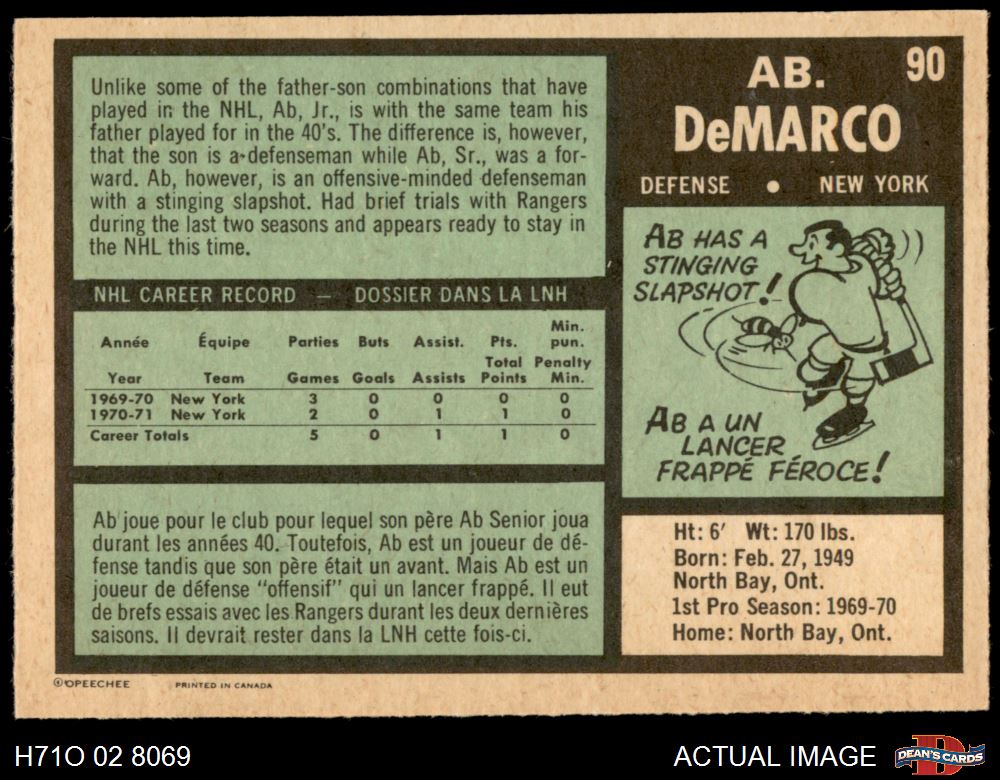 AB.
90
DeMARCO
DEFENSE • NEW YORK
Unlike some of the father-son combinations that have
played in the NHL, Ab, Jr., is with the same team his
father played for in the 40's. The difference is, however,
that the son is a defenseman while Ab, Sr., was a for-
ward. Ab, however, is an offensive-minded defenseman
with a stinging slapshot. Had brief trials with Rangers
during the last two seasons and appears ready to stay in
the NHL this time.
NHL CAREER RECORD — DOSSIER DANS LA LNH
Année Équipe Parties Buts Assist. Pts. Min. pun.
Year Team Games Goals Assists Total Points Penalty Min.
1969-70 New York 3 0 0 0 0
1970-71 New York 2 0 1 1 0
Career Totals 5 0 1 1 0
Ab joue pour le club pour lequel son père Ab Senior joua
durant les années 40. Toutefois, Ab est un joueur de dé-
fense tandis que son père était un avant. Mais Ab est un
joueur de défense "offensif" qui un lancer frappé. Il eut
de brefs essais avec les Rangers durant les deux dernières
saisons. Il devrait rester dans la LNH cette fois-ci.
AB HAS A
STINGING
SLAPSHOT!
AB A UN
LANCER
FRAPPÉ FÉROCE!
Ht: 6' Wt: 170 lbs.
Born: Feb. 27, 1949
North Bay, Ont.
1st Pro Season: 1969-70
Home: North Bay, Ont.
©OPEECHEE PRINTED IN CANADA
H71O 02 8069
ACTUAL IMAGE
D
DEAN'S CARDS